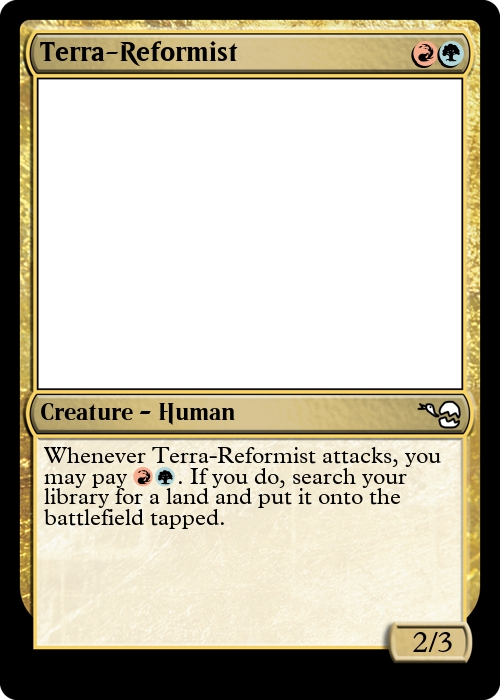 Terra-Reformist
Creature - Human
Whenever Terra-Reformist attacks, you
may pay . If you do, search your
library for a land and put it onto the
battlefield tapped.
2/3